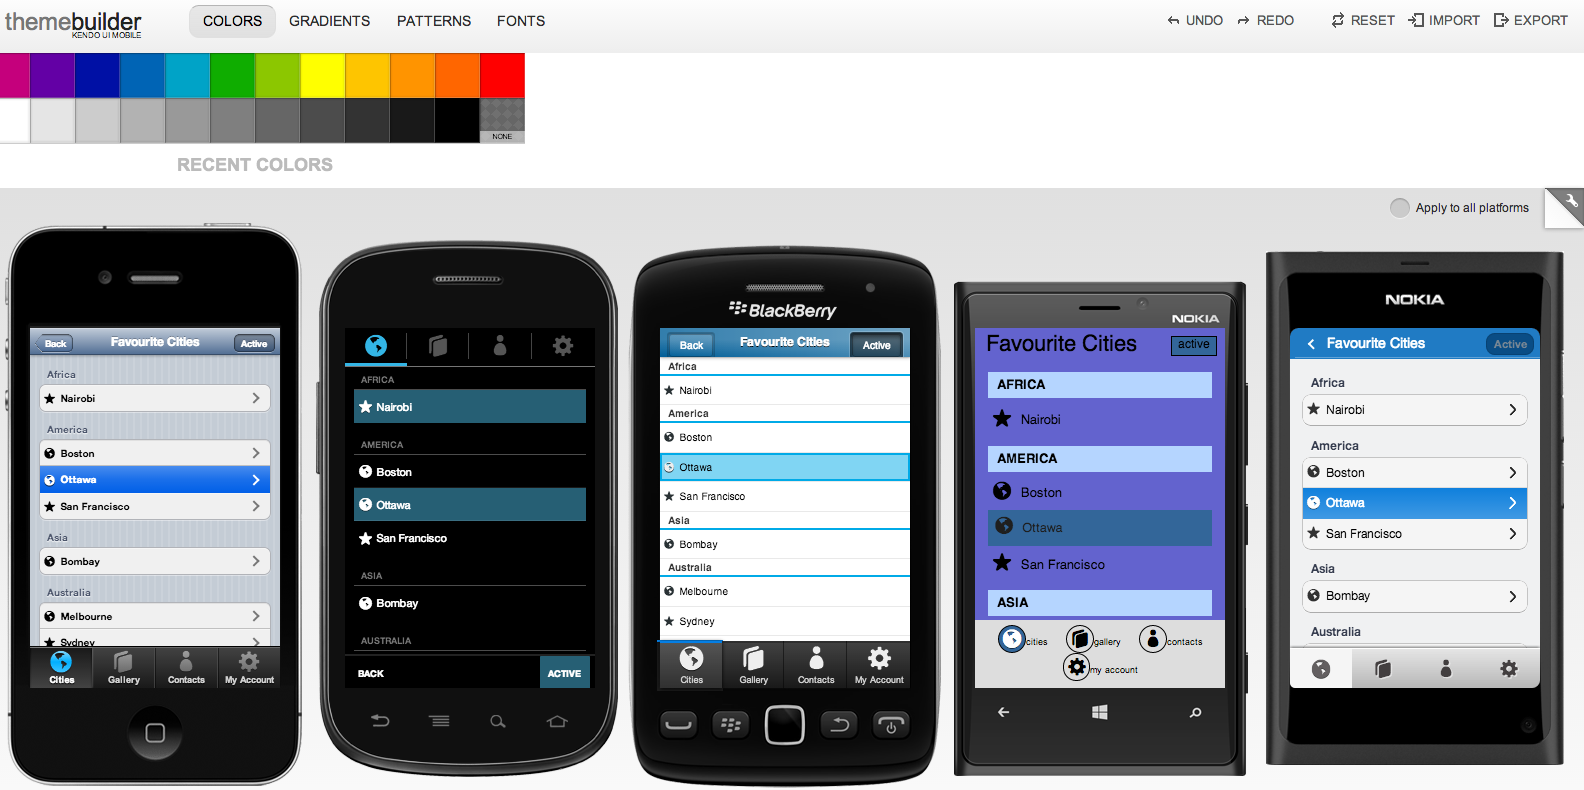 themebuilder
KENDO UI MOBILE
COLORS GRADIENTS PATTERNS FONTS
UNDO REDO RESET IMPORT EXPORT
NONE
RECENT COLORS
Apply to all platforms
Back Favourite Cities Active
Africa
Nairobi
America
Boston
Ottawa
San Francisco
Asia
Bombay
Australia
Melbourne
Sydney
Cities Gallery Contacts My Account
AFRICA
Nairobi
AMERICA
Boston
Ottawa
San Francisco
ASIA
Bombay
AUSTRALIA
BACK ACTIVE
BlackBerry
Back Favourite Cities Active
Africa
Nairobi
America
Boston
Ottawa
San Francisco
Asia
Bombay
Australia
Melbourne
Sydney
Cities Gallery Contacts My Account
NOKIA
Favourite Cities active
AFRICA
Nairobi
AMERICA
Boston
Ottawa
San Francisco
ASIA
cities gallery contacts
my account
NOKIA
Favourite Cities Active
Africa
Nairobi
America
Boston
Ottawa
San Francisco
Asia
Bombay
Australia